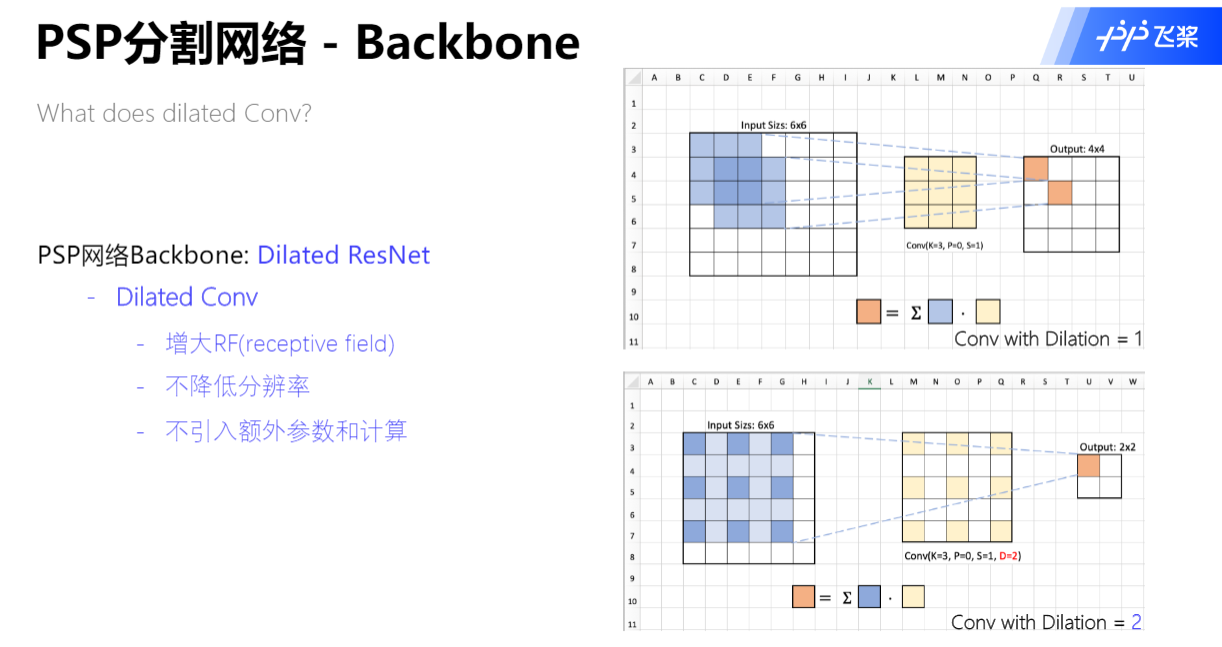 PSP分割网络 - Backbone
飞桨
What does dilated Conv?
PSP网络Backbone: Dilated ResNet
- Dilated Conv
- 增大RF(receptive field)
- 不降低分辨率
- 不引入额外参数和计算
A B C D E F G H I J K L M N O P Q R S T U
1
2
3
4
5
6
7
8
9
10
11
Input Sizs: 6x6
Output: 4x4
Conv(K=3, P=0, S=1)
= Σ ·
Conv with Dilation = 1
A B C D E F G H I J K L M N O P Q R S T U V W
1
2
3
4
5
6
7
8
9
10
11
Input Sizs: 6x6
Output: 2x2
Conv(K=3, P=0, S=1, D=2)
= Σ ·
Conv with Dilation = 2